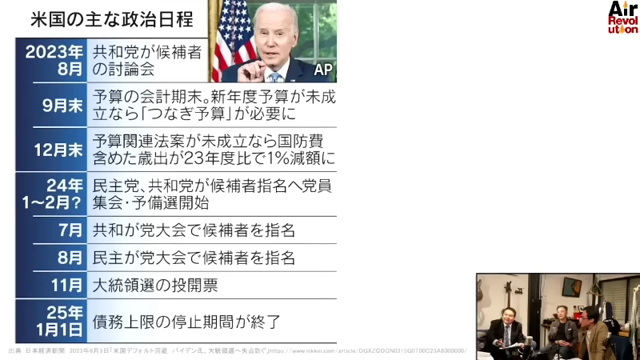 米国の主な政治日程
AP
Air
Revol
ution
2023年
8月
共和党が候補者
の討論会
9月末
予算の会計期末。新年度予算が未成
立なら「つなぎ予算」が必要に
12月末
予算関連法案が未成立なら国防費
含めた歳出が23年度比で1%減額に
24年
1〜2月?
民主党、共和党が候補者指名へ党員
集会・予備選開始
7月
共和が党大会で候補者を指名
8月
民主が党大会で候補者を指名
11月
大統領選の投開票
25年
1月1日
債務上限の停止期間が終了